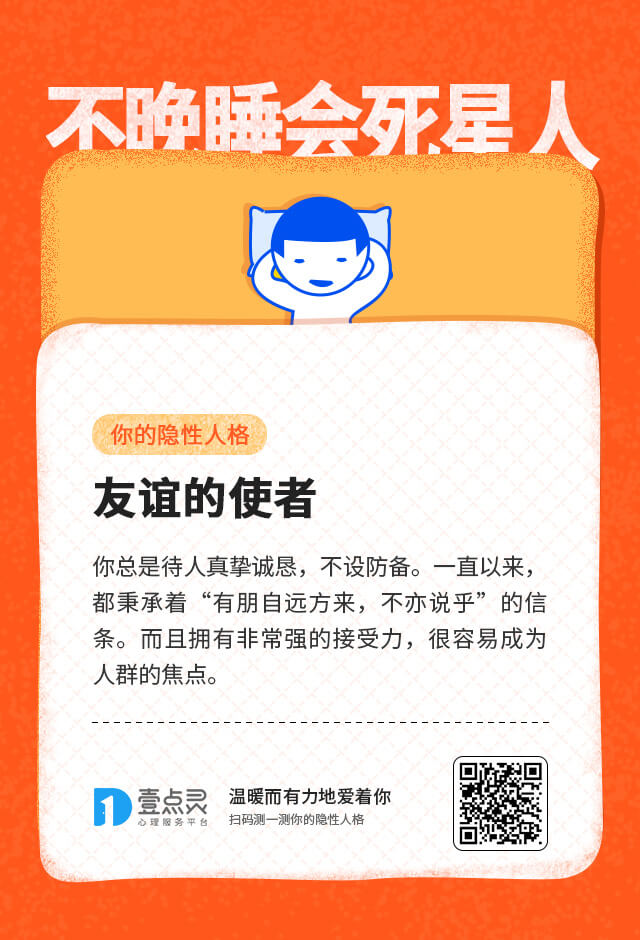 不晚睡会死星人
你的隐性人格
友谊的使者
你总是待人真挚诚恳，不设防备。一直以来，
都秉承着“有朋自远方来，不亦说乎”的信
条。而且拥有非常强的接受力，很容易成为
人群的焦点。
壹点灵
心理服务平台
温暖而有力地爱着你
扫码测一测你的隐性人格